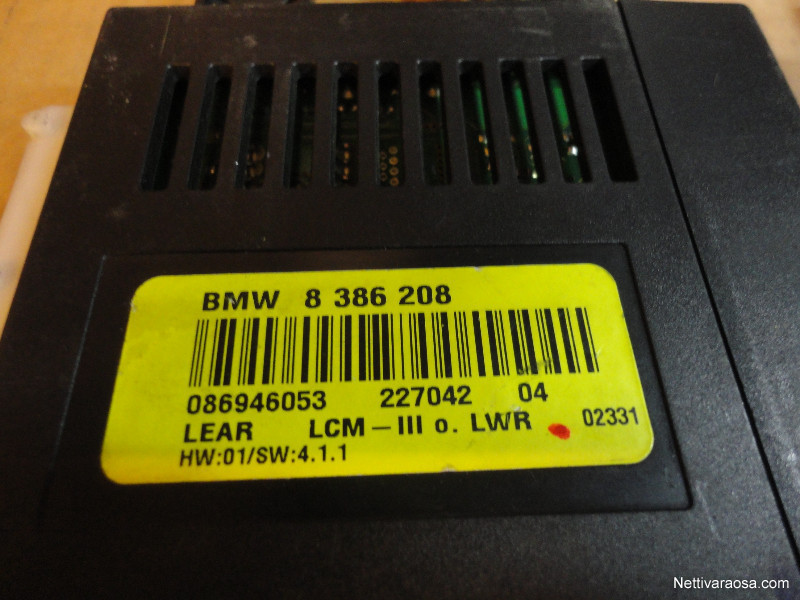 BMW 8 386 208
086946053 227042 04
LEAR LCM-III o. LWR 02331
HW:01/SW:4.1.1
Nettivaraosa.com